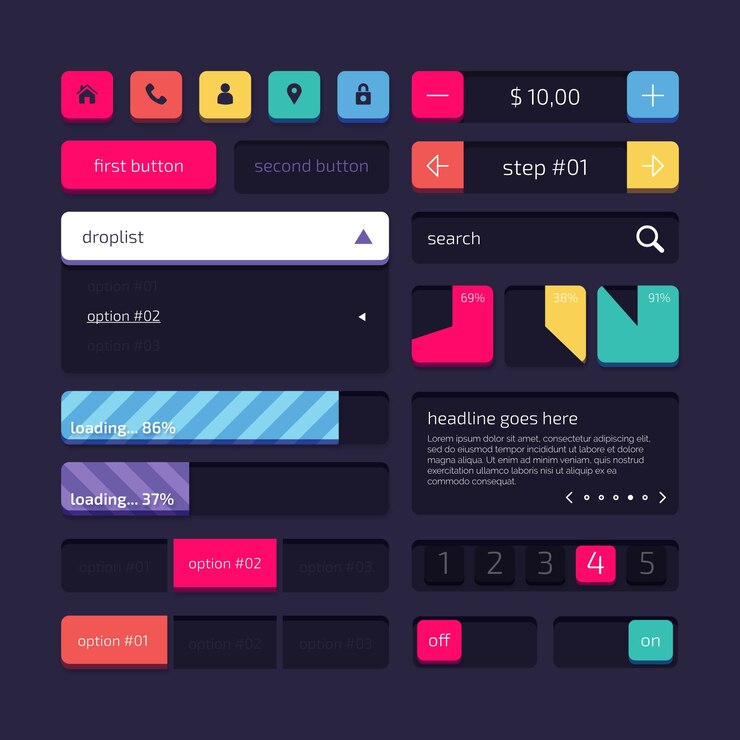 $ 10,00
first button
second button
step #01
droplist
search
option #01
option #02
option #03
69%
38%
91%
loading... 86%
headline goes here
Lorem ipsum dolor sit amet, consectetur adipiscing elit,
sed do eiusmod tempor incididunt ut labore et dolore
magna aliqua. Ut enim ad minim veniam, quis nostrud
exercitation ullamco laboris nisi ut aliquip ex ea
commodo consequat.
loading... 37%
option #01
option #02
option #03
1 2 3 4 5
option #01
option #02
option #03
off
on